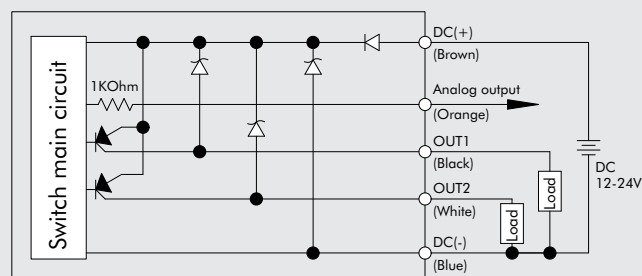 Switch main circuit
1KOhm
DC(+)
(Brown)
Analog output
(Orange)
OUT1
(Black)
OUT2
(White)
DC(-)
(Blue)
Load
Load
DC
12-24V